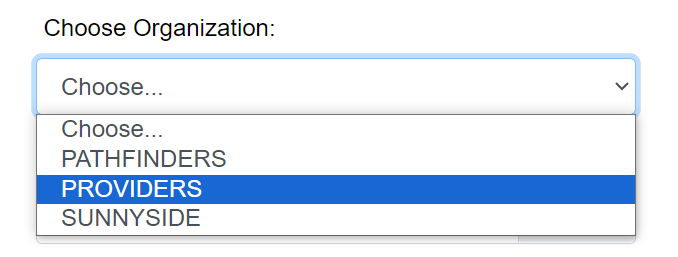 Choose Organization:
Choose...
Choose...
PATHFINDERS
PROVIDERS
SUNNYSIDE